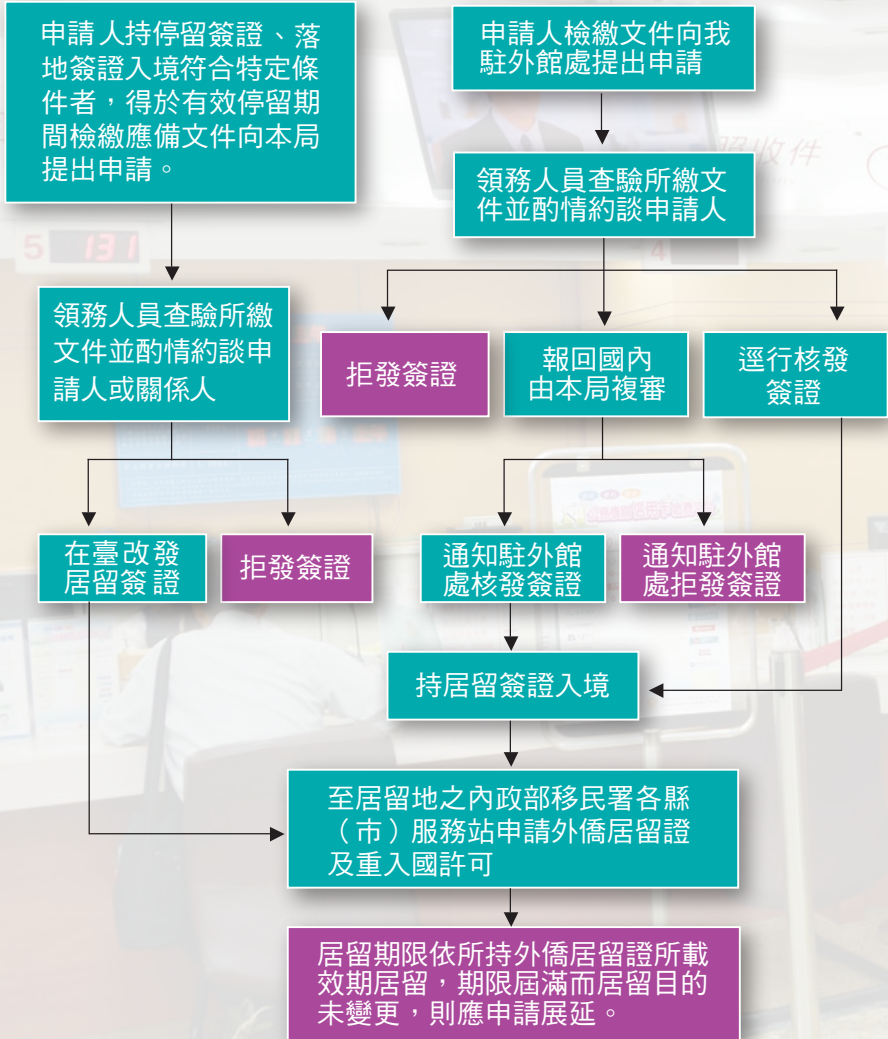 申請人持停留簽證、落
地簽證入境符合特定條
件者，得於有效停留期
間檢繳應備文件向本局
提出申請。
申請人檢繳文件向我
駐外館處提出申請
照收件
領務人員查驗所繳文
件並酌情約談申請人
5 131
4
領務人員查驗所繳
文件並酌情約談申
請人或關係人
拒發簽證
報回國內
由本局複審
逕行核發
簽證
在臺改發
居留簽證
拒發簽證
通知駐外館
處核發簽證
通知駐外館
處拒發簽證
持居留簽證入境
至居留地之內政部移民署各縣
（市）服務站申請外僑居留證
及重入國許可
居留期限依所持外僑居留證所載
效期居留，期限屆滿而居留目的
未變更，則應申請展延。